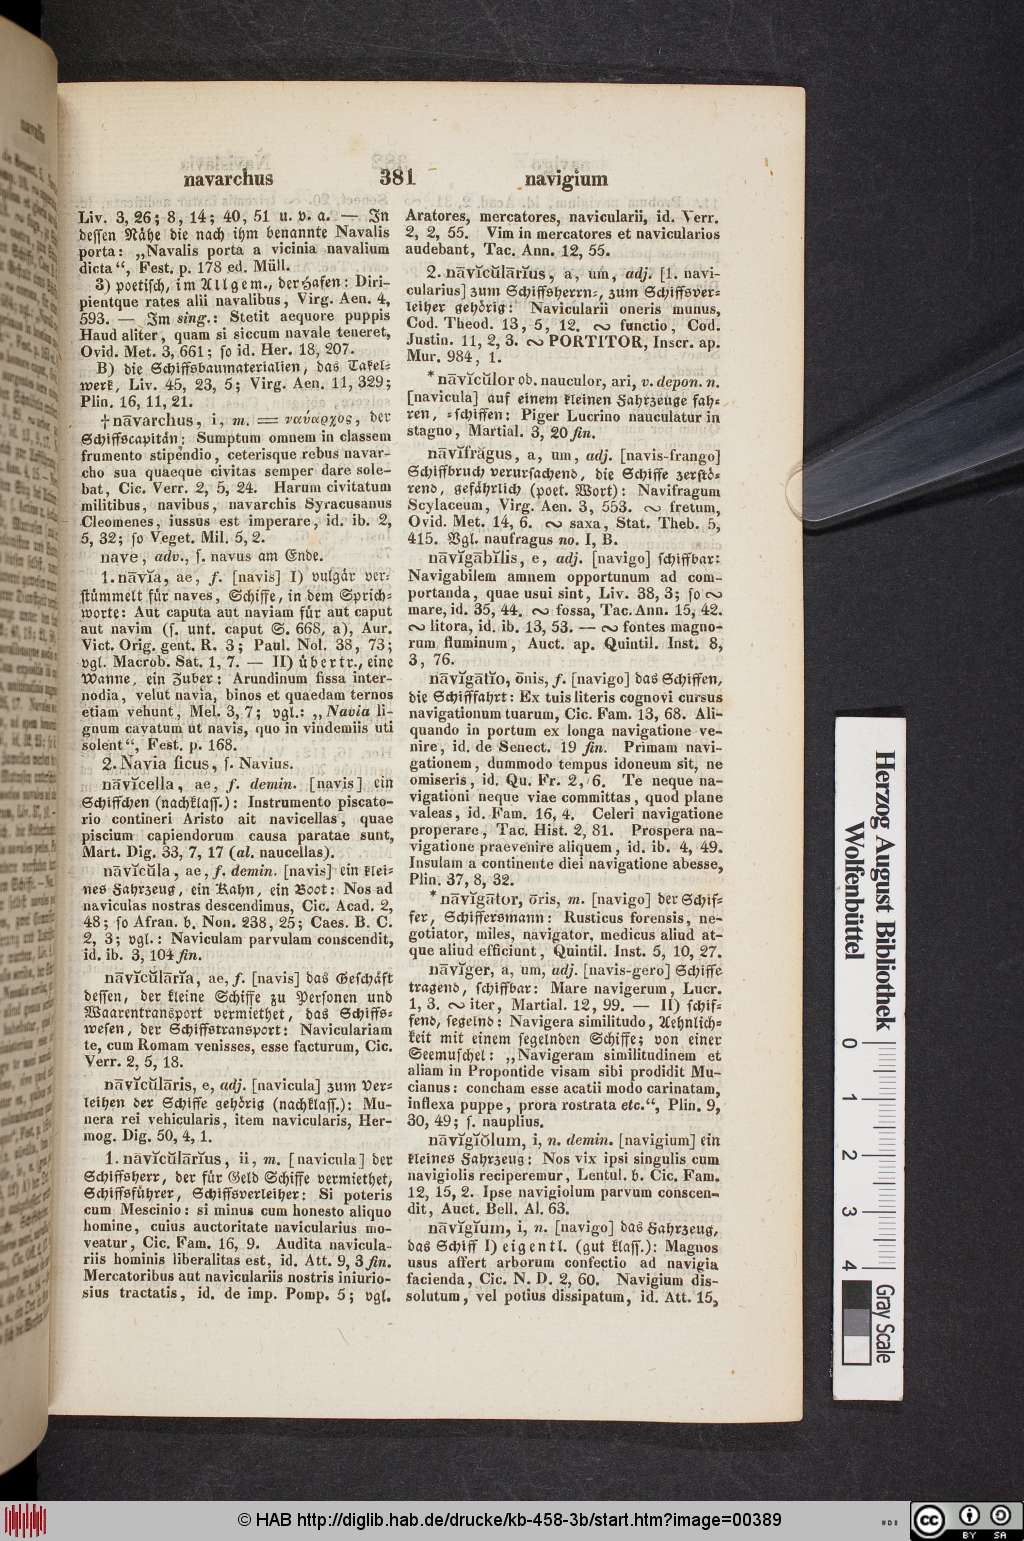 navarchus 381 navigium
Liv. 3, 26; 8, 14; 40, 51 u. v. a. — In
dessen Nähe die nach ihm benannte Navalis
porta: „Navalis porta a vicinia navalium
dicta“, Fest. p. 178 ed. Müll.
3) poetisch, im Allgem., der Hafen: Diri-
pientque rates alii navalibus, Virg. Aen. 4,
593. — Im sing.: Stetit aequore puppis
Haud aliter, quam si siccum navale teneret,
Ovid. Met. 3, 661; so id. Her. 18, 207.
B) die Schiffsbaumaterialien, das Takel-
werk, Liv. 45, 23, 5; Virg. Aen. 11, 329;
Plin. 16, 11, 21.
†nāvarchus, i, m. = ναύαρχος, der
Schiffscapitän: Sumptum omnem in classem
frumento stipendio, ceterisque rebus navar-
cho sua quaeque civitas semper dare sole-
bat, Cic. Verr. 2, 5, 24. Harum civitatum
militibus, navibus, navarchis Syracusanus
Cleomenes, iussus est imperare, id. ib. 2,
5, 32; so Veget. Mil. 5, 2.
nave, adv., s. navus am Ende.
1. nāvĭa, ae, f. [navis] I) vulgär ver-
stümmelt für naves, Schiffe, in dem Sprich-
worte: Aut caputa aut naviam für aut caput
aut navim (s. unt. caput S. 668, a), Aur.
Vict. Orig. gent. R. 3; Paul. Nol. 38, 73;
vgl. Macrob. Sat. 1, 7. — II) übertr., eine
Wanne, ein Zuber: Arundinum fissa inter-
nodia, velut navia, binos et quaedam ternos
etiam vehunt, Mel. 3, 7; vgl.: „Navia li-
gnum cavatum ut navis, quo in vindemiis uti
solent“, Fest. p. 168.
2. Navia ficus, s. Navius.
nāvĭcella, ae, f. demin. [navis] ein
Schiffchen (nachklass.): Instrumento piscato-
rio contineri Aristo ait navicellas, quae
piscium capiendorum causa paratae sunt,
Mart. Dig. 33, 7, 17 (al. naucellas).
nāvĭcŭla, ae, f. demin. [navis] ein klei-
nes Fahrzeug, ein Kahn, ein Boot: Nos ad
naviculas nostras descendimus, Cic. Acad. 2,
48; so Afran. b. Non. 238, 25; Caes. B. C.
2, 3; vgl.: Naviculam parvulam conscendit,
id. ib. 3, 104 fin.
nāvĭcŭlārĭa, ae, f. [navis] das Geschäft
dessen, der kleine Schiffe zu Personen und
Waarentransport vermiethet, das Schiffs-
wesen, der Schiffstransport: Naviculariam
te, cum Romam venisses, esse facturum, Cic.
Verr. 2, 5, 18.
nāvĭcŭlāris, e, adj. [navicula] zum Ver-
leihen der Schiffe gehörig (nachklass.): Mu-
nera rei vehicularis, item navicularis, Her-
mog. Dig. 50, 4, 1.
1. nāvĭcŭlārĭus, ii, m. [navicula] der
Schiffsherr, der für Geld Schiffe vermiethet,
Schiffsführer, Schiffsverleiher: Si poteris
cum Mescinio: si minus cum honesto aliquo
homine, cuius auctoritate navicularius mo-
veatur, Cic. Fam. 16, 9. Audita navicula-
riis hominis liberalitas est, id. Att. 9, 3 fin.
Mercatoribus aut naviculariis nostris iniurio-
sius tractatis, id. de imp. Pomp. 5; vgl.
Aratores, mercatores, navicularii, id. Verr.
2, 2, 55. Vim in mercatores et navicularios
audebant, Tac. Ann. 12, 55.
2. nāvĭcŭlārĭus, a, um, adj. [1. navi-
cularius] zum Schiffsherrn-, zum Schiffsver-
leiher gehörig: Navicularii oneris munus,
Cod. Theod. 13, 5, 12. ∾ functio, Cod.
Justin. 11, 2, 3. ∾ PORTITOR, Inscr. ap.
Mur. 984, 1.
*nāvĭcŭlor ob. nauculor, ari, v. depon. n.
[navicula] auf einem kleinen Fahrzeuge fah-
ren, -schiffen: Piger Lucrino nauculatur in
stagno, Martial. 3, 20 fin.
nāvĭfrăgus, a, um, adj. [navis-frango]
Schiffbruch verursachend, die Schiffe zerstö-
rend, gefährlich (poet. Wort): Navifragum
Scylaceum, Virg. Aen. 3, 553. ∾ fretum,
Ovid. Met. 14, 6. ∾ saxa, Stat. Theb. 5,
415. Vgl. naufragus no. I, B.
nāvĭgābĭlis, e, adj. [navigo] schiffbar:
Navigabilem amnem opportunum ad com-
portanda, quae usui sint, Liv. 38, 3; so ∾
mare, id. 35, 44. ∾ fossa, Tac. Ann. 15, 42.
∾ litora, id. ib. 13, 53. — ∾ fontes magno-
rum fluminum, Auct. ap. Quintil. Inst. 8,
3, 76.
nāvĭgātĭo, ōnis, f. [navigo] das Schiffen,
die Schifffahrt: Ex tuis literis cognovi cursus
navigationum tuarum, Cic. Fam. 13, 68. Ali-
quando in portum ex longa navigatione ve-
nire, id. de Senect. 19 fin. Primam navi-
gationem, dummodo tempus idoneum sit, ne
omiseris, id. Qu. Fr. 2, 6. Te neque na-
vigationi neque viae committas, quod plane
valeas, id. Fam. 16, 4. Celeri navigatione
properare, Tac. Hist. 2, 81. Prospera na-
vigatione praevenire aliquem, id. ib. 4, 49.
Insulam a continente diei navigatione abesse,
Plin. 37, 8, 32.
*nāvĭgātor, ōris, m. [navigo] der Schif-
fer, Schiffersmann: Rusticus forensis, ne-
gotiator, miles, navigator, medicus aliud at-
que aliud efficiunt, Quintil. Inst. 5, 10, 27.
nāvĭger, a, um, adj. [navis-gero] Schiffe
tragend, schiffbar: Mare navigerum, Lucr.
1, 3. ∾ iter, Martial. 12, 99. — II) schif-
fend, segelnd: Navigera similitudo, Aehnlich-
keit mit einem segelnden Schiffe; von einer
Seemuschel: „Navigeram similitudinem et
aliam in Propontide visam sibi prodidit Mu-
cianus: concham esse acatii modo carinatam,
inflexa puppe, prora rostrata etc.“, Plin. 9,
30, 49; s. nauplius.
nāvĭgĭŏlum, i, n. demin. [navigium] ein
kleines Fahrzeug: Nos vix ipsi singulis cum
navigiolis reciperemur, Lentul. b. Cic. Fam.
12, 15, 2. Ipse navigiolum parvum conscen-
dit, Auct. Bell. Al. 63.
nāvĭgĭum, i, n. [navigo] das Fahrzeug,
das Schiff I) eigentl. (gut klass.): Magnos
usus affert arborum confectio ad navigia
facienda, Cic. N. D. 2, 60. Navigium dis-
solutum, vel potius dissipatum, id. Att. 15,
Herzog August Bibliothek
Wolfenbüttel
0 1 2 3 4
Gray Scale
© HAB http://diglib.hab.de/drucke/kb-458-3b/start.htm?image=00389
cc BY SA